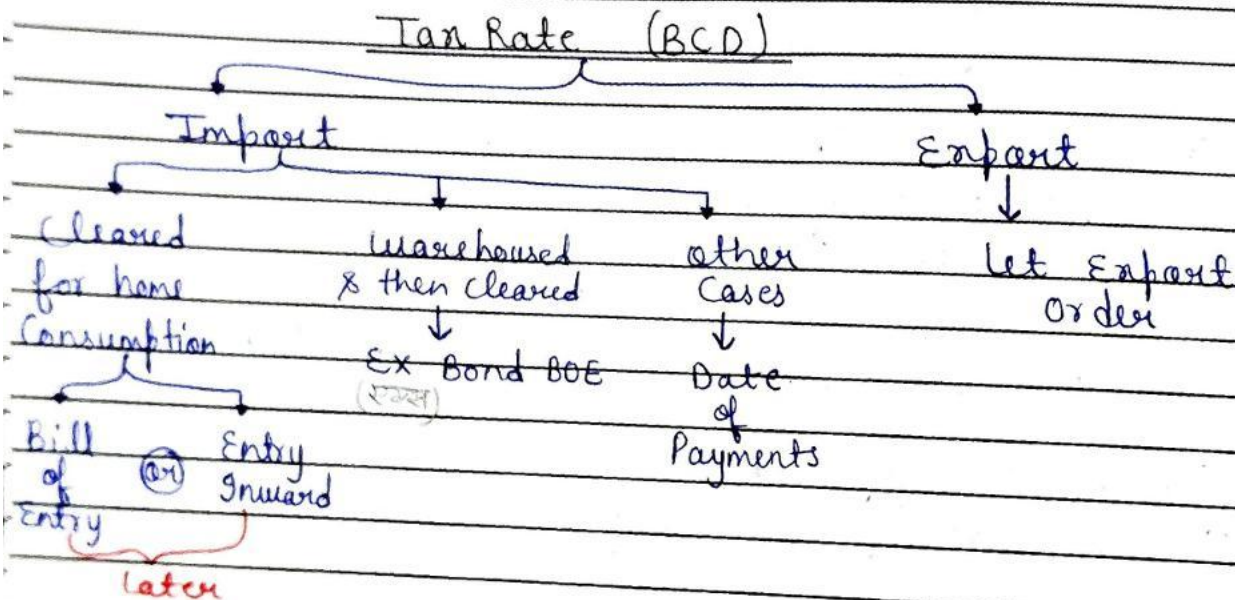 Tax Rate (BCD)
Import
Export
Cleared
for home
Consumption
warehoused
& then cleared
other
Cases
Let Export
Order
Ex Bond BOE
Date
of
Payments
Bill
of
Entry
or
Entry
Inward
Later